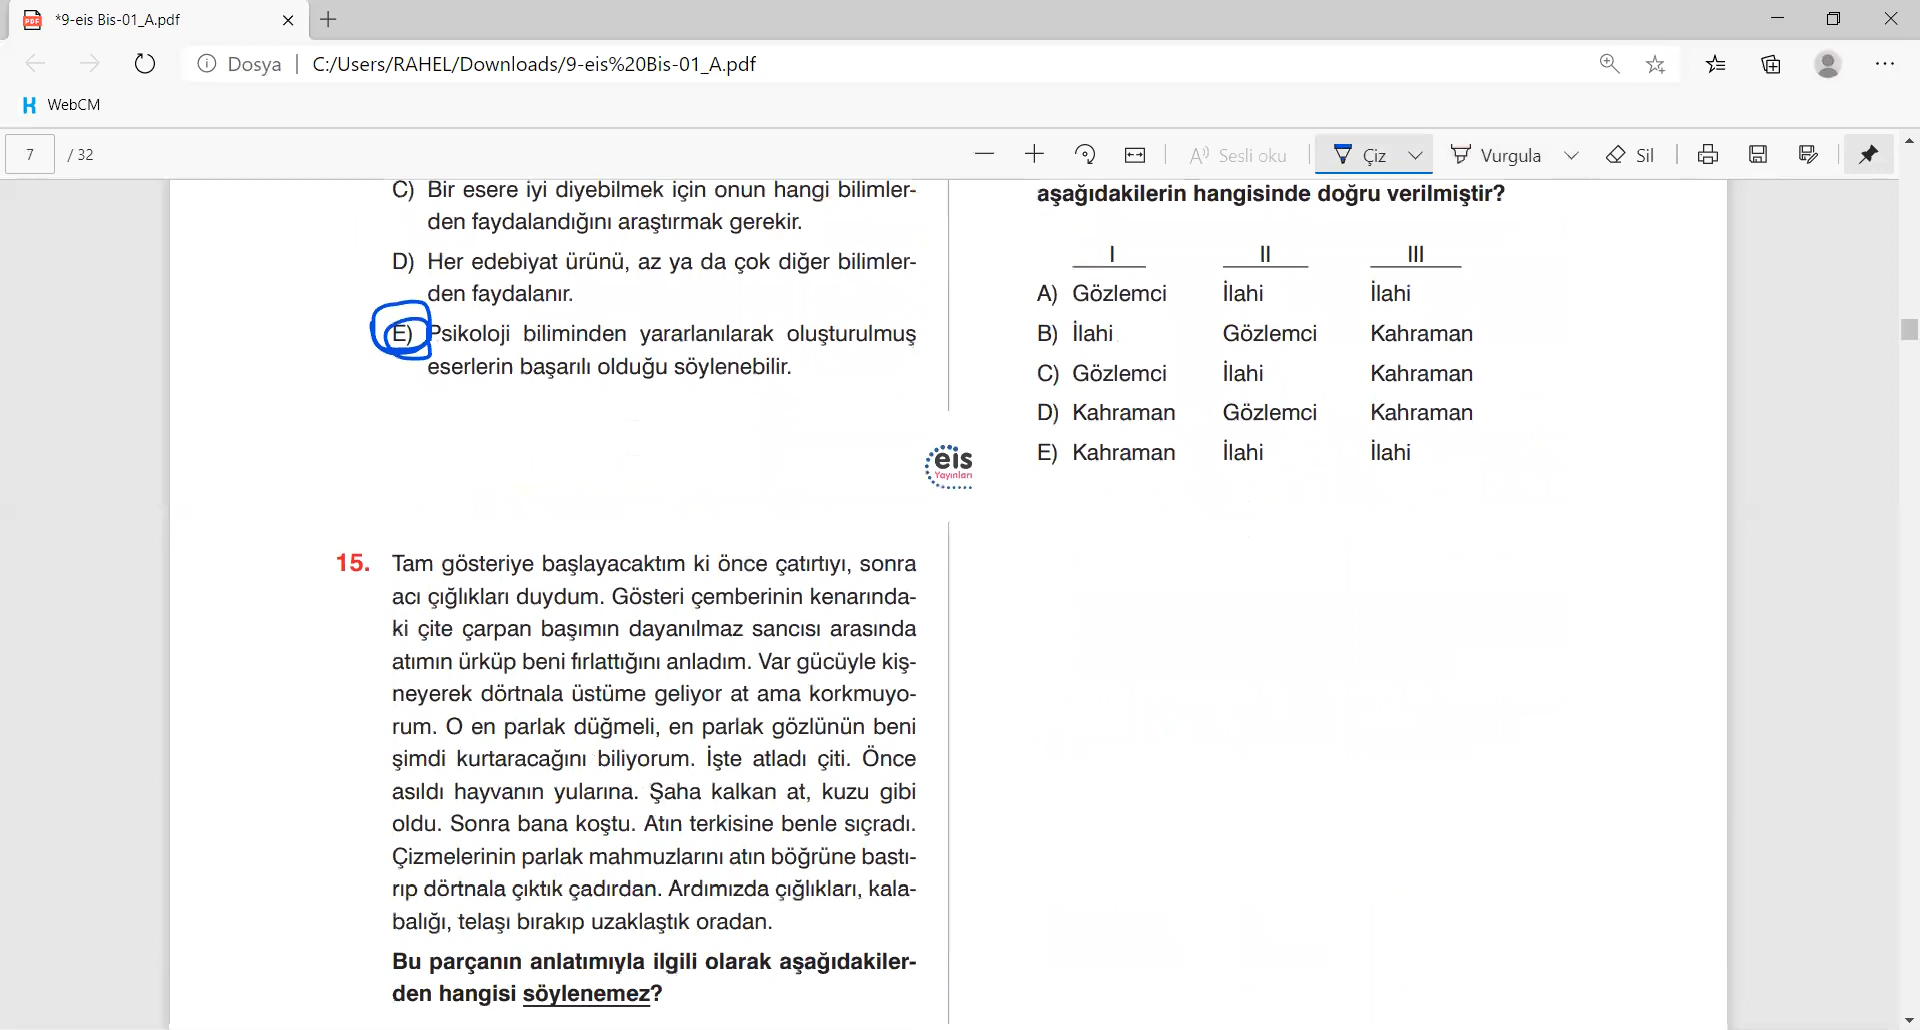 *9-eis Bis-01_A.pdf
Dosya
C:/Users/RAHEL/Downloads/9-eis%20Bis-01_A.pdf
WebCM
7 / 32
Sesli oku
Çiz
Vurgula
Sil
C) Bir esere iyi diyebilmek için onun hangi bilimler-
den faydalandığını araştırmak gerekir.
D) Her edebiyat ürünü, az ya da çok diğer bilimler-
den faydalanır.
E) Psikoloji biliminden yararlanılarak oluşturulmuş
eserlerin başarılı olduğu söylenebilir.
15. Tam gösteriye başlayacaktım ki önce çatırtıyı, sonra
acı çığlıkları duydum. Gösteri çemberinin kenarında-
ki çite çarpan başımın dayanılmaz sancısı arasında
atımın ürküp beni fırlattığını anladım. Var gücüyle kiş-
neyerek dörtnala üstüme geliyor at ama korkmuyo-
rum. O en parlak düğmeli, en parlak gözlünün beni
şimdi kurtaracağını biliyorum. İşte atladı çiti. Önce
asıldı hayvanın yularına. Şaha kalkan at, kuzu gibi
oldu. Sonra bana koştu. Atın terkisine benle sıçradı.
Çizmelerinin parlak mahmuzlarını atın böğrüne bastı-
rıp dörtnala çıktık çadırdan. Ardımızda çığlıkları, kala-
balığı, telaşı bırakıp uzaklaştık oradan.
Bu parçanın anlatımıyla ilgili olarak aşağıdakiler-
den hangisi söylenemez?
eis
Yayınları
aşağıdakilerin hangisinde doğru verilmiştir?
I II III
A) Gözlemci İlahi İlahi
B) İlahi Gözlemci Kahraman
C) Gözlemci İlahi Kahraman
D) Kahraman Gözlemci Kahraman
E) Kahraman İlahi İlahi